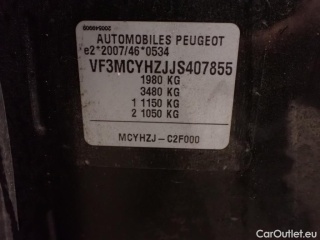 AUTOMOBILES PEUGEOT
e2*2007/46*0534
VF3MCYHZJJS407855
1980 KG
3480 KG
1 1150 KG
2 1050 KG
MCYHZJ-C2F000
CarOutlet.eu